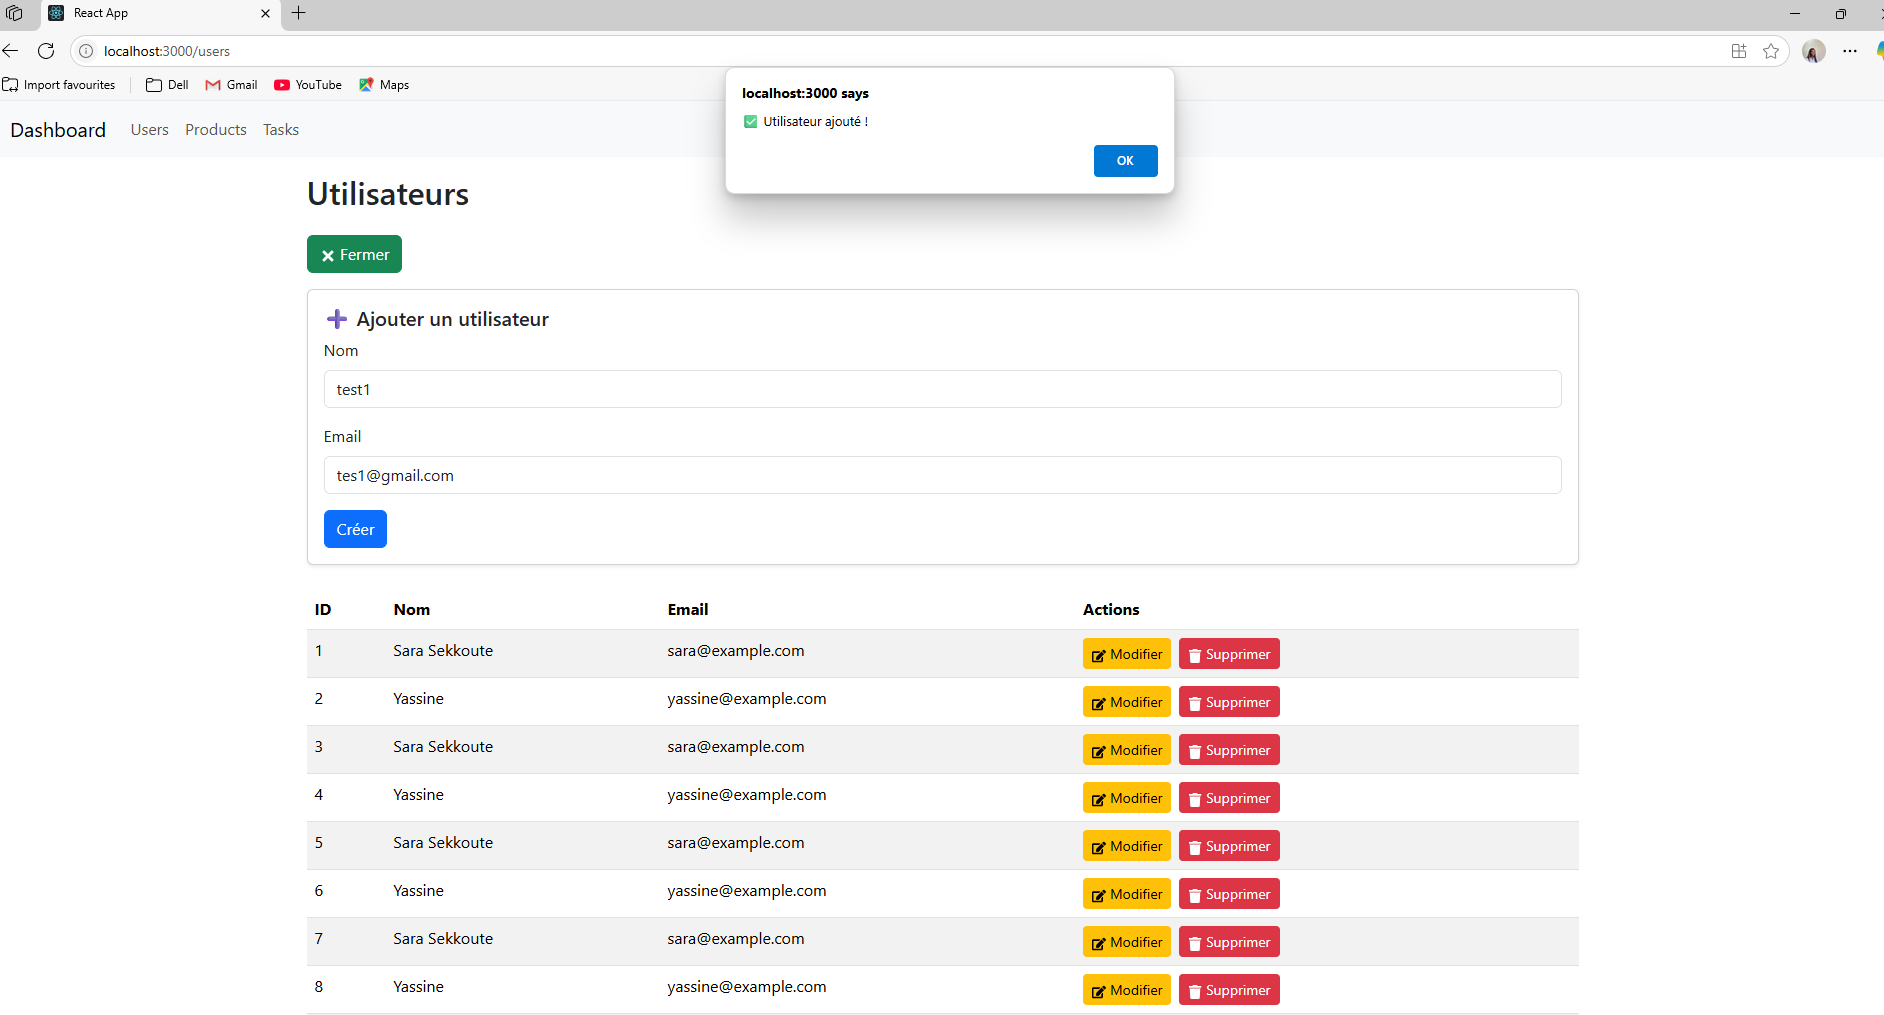 React App
localhost:3000/users
Import favourites Dell Gmail YouTube Maps
localhost:3000 says
✅ Utilisateur ajouté !
OK
Dashboard Users Products Tasks
Utilisateurs
Fermer
➕ Ajouter un utilisateur
Nom
test1
Email
tes1@gmail.com
Créer
ID Nom Email Actions
1 Sara Sekkoute sara@example.com Modifier Supprimer
2 Yassine yassine@example.com Modifier Supprimer
3 Sara Sekkoute sara@example.com Modifier Supprimer
4 Yassine yassine@example.com Modifier Supprimer
5 Sara Sekkoute sara@example.com Modifier Supprimer
6 Yassine yassine@example.com Modifier Supprimer
7 Sara Sekkoute sara@example.com Modifier Supprimer
8 Yassine yassine@example.com Modifier Supprimer